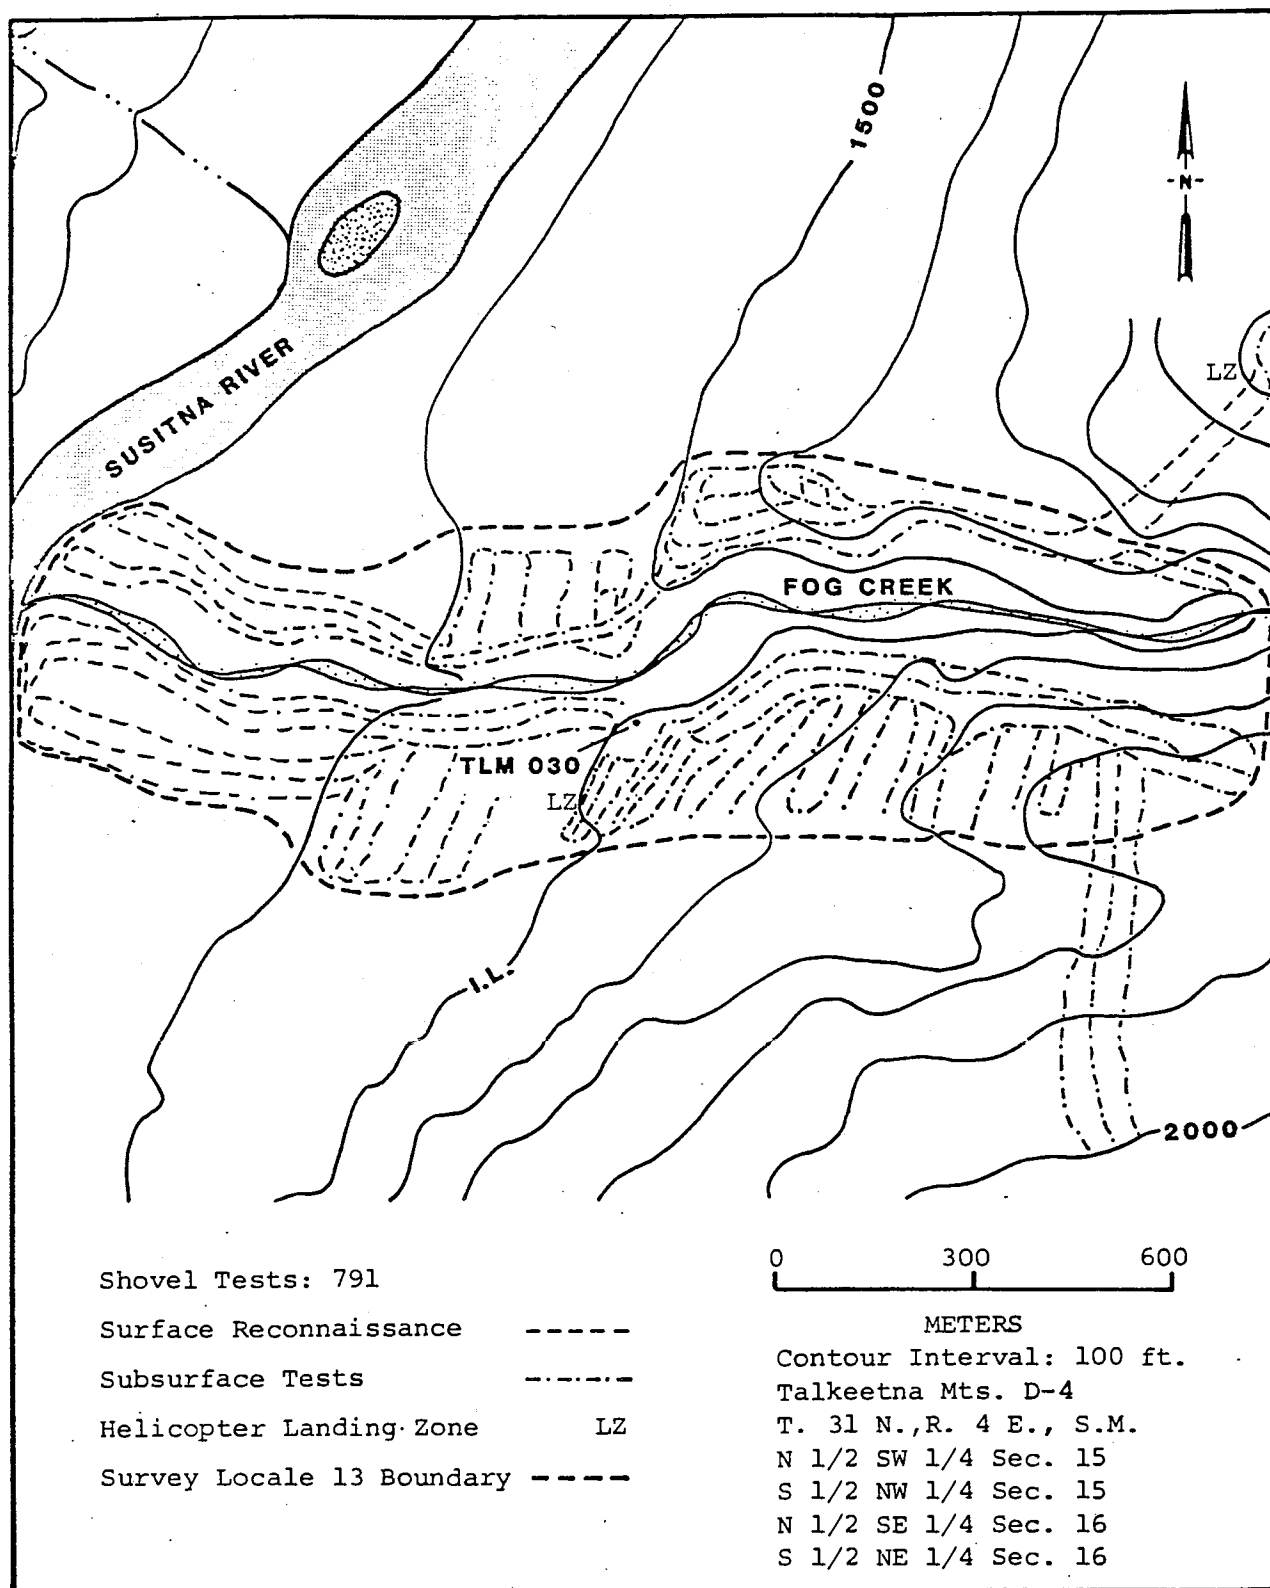 1500
-N-
LZ
SUSITNA RIVER
FOG CREEK
TLM 030
LZ
I.L.
2000
Shovel Tests: 791
Surface Reconnaissance
Subsurface Tests
Helicopter Landing Zone LZ
Survey Locale 13 Boundary
0 300 600
METERS
Contour Interval: 100 ft.
Talkeetna Mts. D-4
T. 31 N.,R. 4 E., S.M.
N 1/2 SW 1/4 Sec. 15
S 1/2 NW 1/4 Sec. 15
N 1/2 SE 1/4 Sec. 16
S 1/2 NE 1/4 Sec. 16